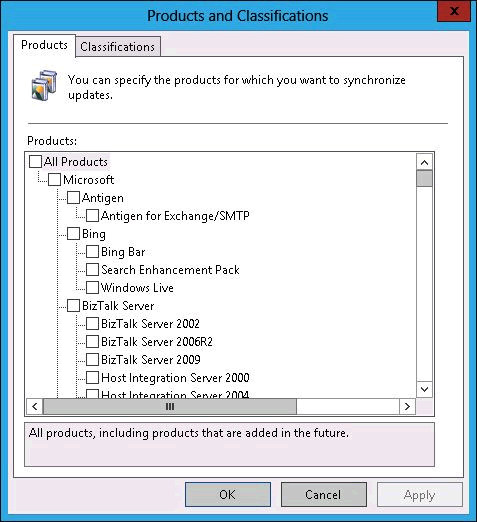 Products and Classifications
x
Products
Classifications
You can specify the products for which you want to synchronize
updates.
Products:
All Products
Microsoft
Antigen
Antigen for Exchange/SMTP
Bing
Bing Bar
Search Enhancement Pack
Windows Live
BizTalk Server
BizTalk Server 2002
BizTalk Server 2006R2
BizTalk Server 2009
Host Integration Server 2000
Host Integration Server 2004
All products, including products that are added in the future.
OK
Cancel
Apply